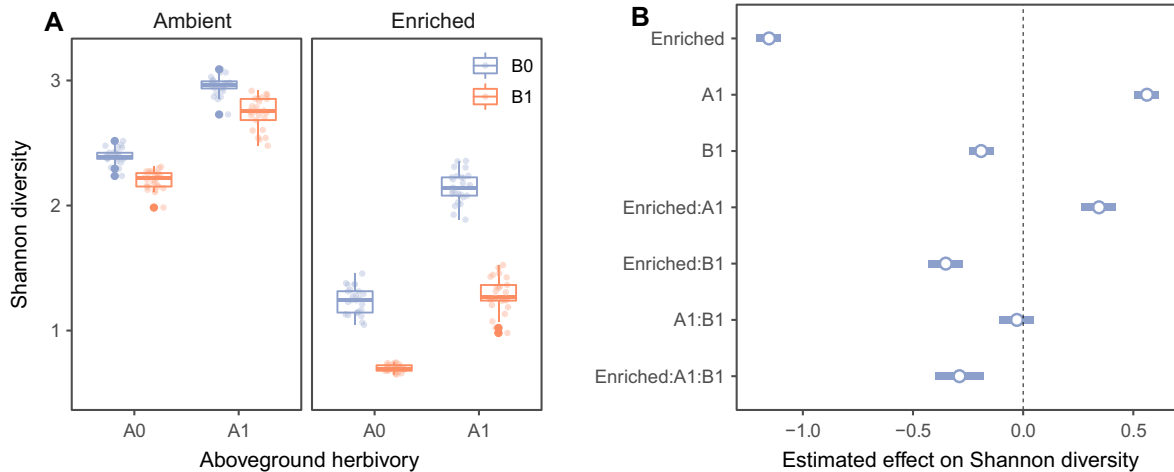 A
Ambient
Enriched
Shannon diversity
3
2
1
B0
B1
A0
A1
A0
A1
Aboveground herbivory
B
Enriched
A1
B1
Enriched:A1
Enriched:B1
A1:B1
Enriched:A1:B1
−1.0
−0.5
0.0
0.5
Estimated effect on Shannon diversity